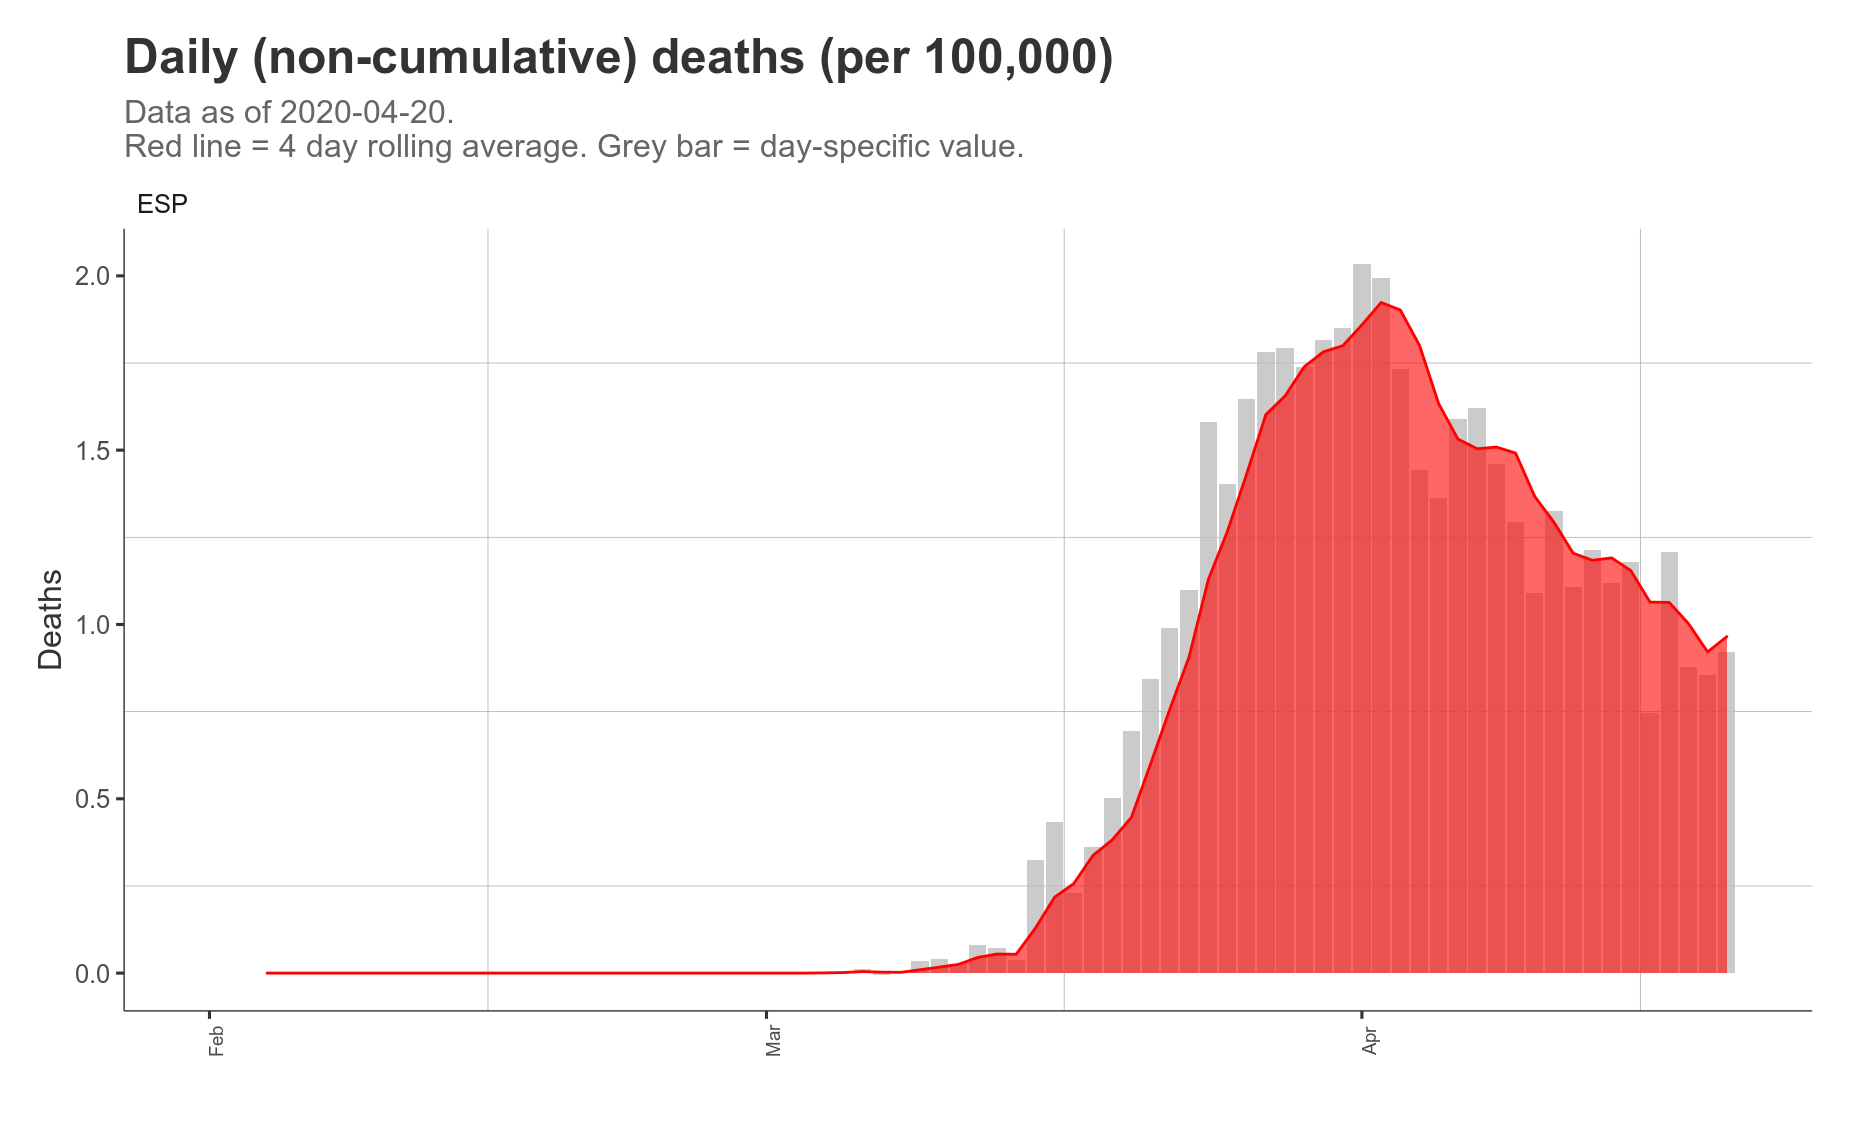 Daily (non-cumulative) deaths (per 100,000)
Data as of 2020-04-20.
Red line = 4 day rolling average. Grey bar = day-specific value.
ESP
2.0
1.5
1.0
0.5
0.0
Deaths
Feb
Mar
Apr